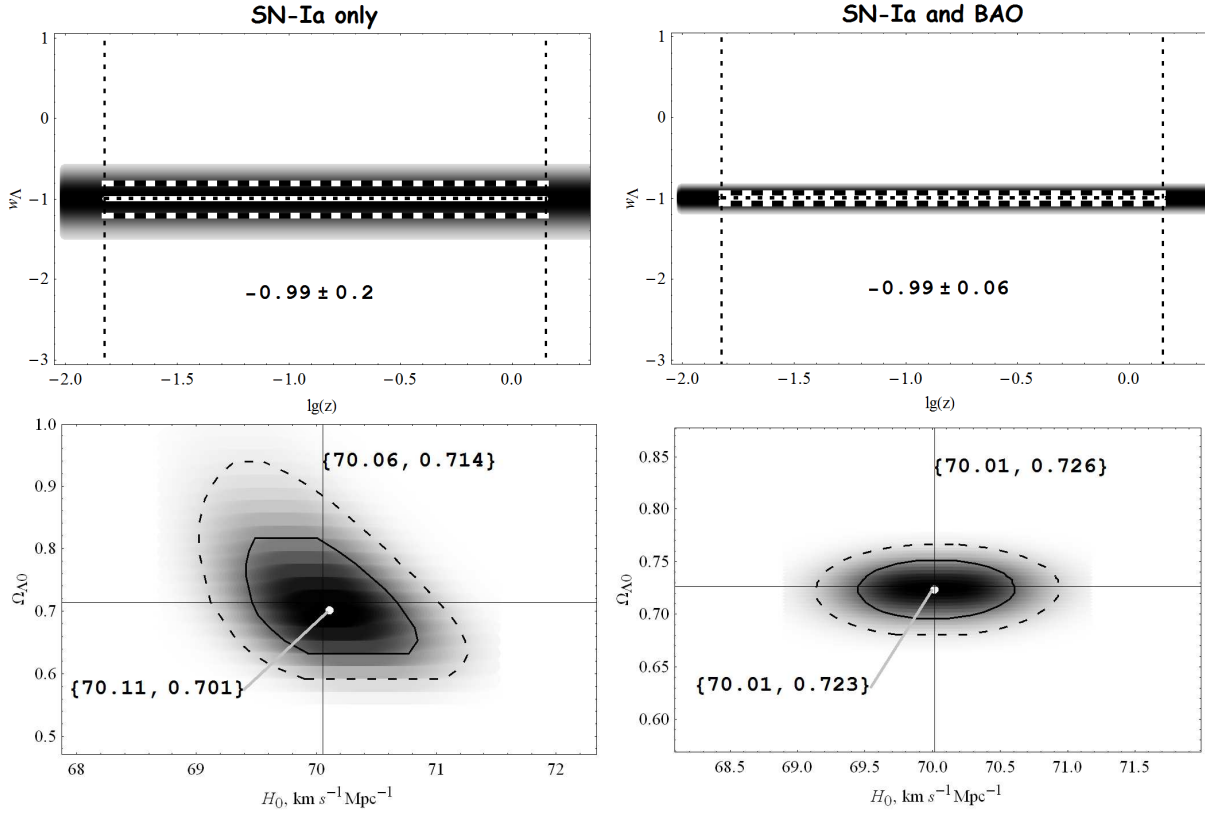 SN-Ia only
SN-Ia and BAO
1
0
−1
−2
−3
wΛ
−0.99 ± 0.2
−2.0 −1.5 −1.0 −0.5 0.0
lg(z)
1
0
−1
−2
−3
wΛ
−0.99 ± 0.06
−2.0 −1.5 −1.0 −0.5 0.0
lg(z)
1.0
0.9
0.8
0.7
0.6
0.5
ΩΛ0
{70.06, 0.714}
{70.11, 0.701}
68 69 70 71 72
H0, km s−1 Mpc−1
0.85
0.80
0.75
0.70
0.65
0.60
ΩΛ0
{70.01, 0.726}
{70.01, 0.723}
68.5 69.0 69.5 70.0 70.5 71.0 71.5
H0, km s−1 Mpc−1